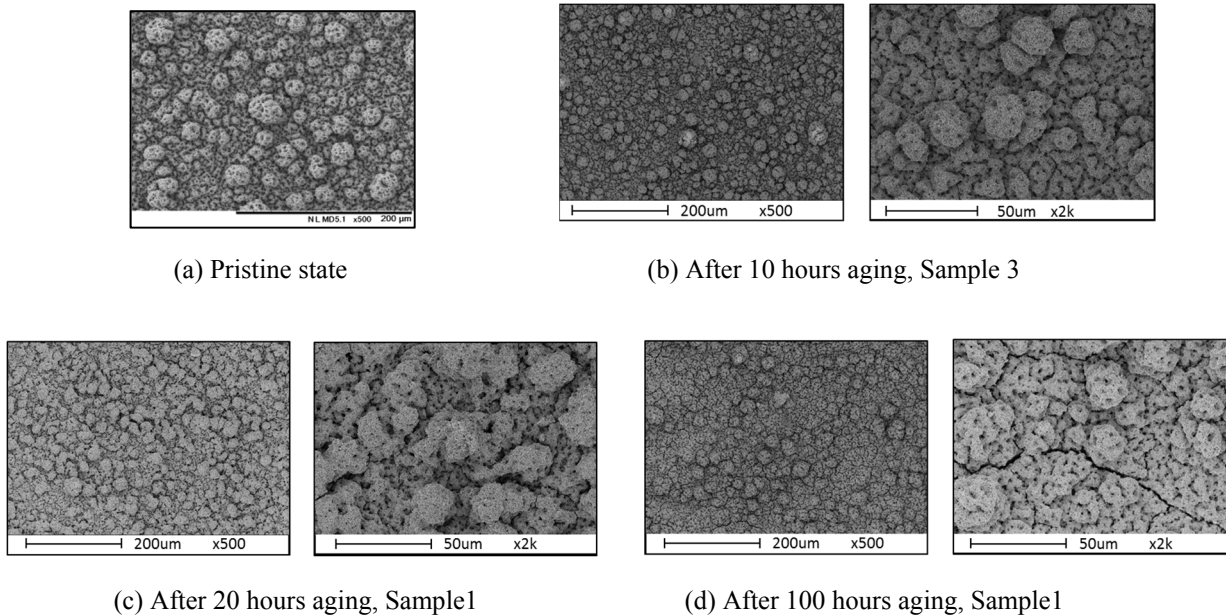 NL MD5.1 x500 200 µm
200um x500
50um x2k
(a) Pristine state
(b) After 10 hours aging, Sample 3
200um x500
50um x2k
200um x500
50um x2k
(c) After 20 hours aging, Sample1
(d) After 100 hours aging, Sample1